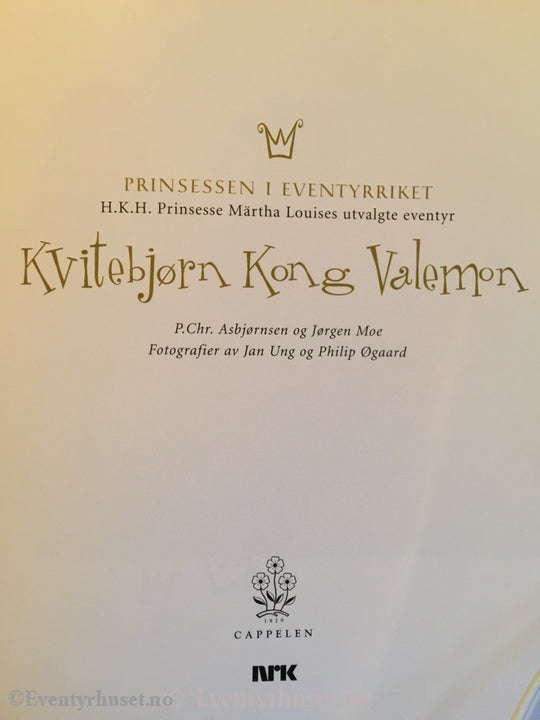 PRINSESSEN I EVENTYRRIKET
H.K.H. Prinsesse Märtha Louises utvalgte eventyr
Kvitebjørn Kong Valemon
P.Chr. Asbjørnsen og Jørgen Moe
Fotografier av Jan Ung og Philip Øgaard
1829
CAPPELEN
NRK
©Eventyrhuset.no © Eventyrhuset.no